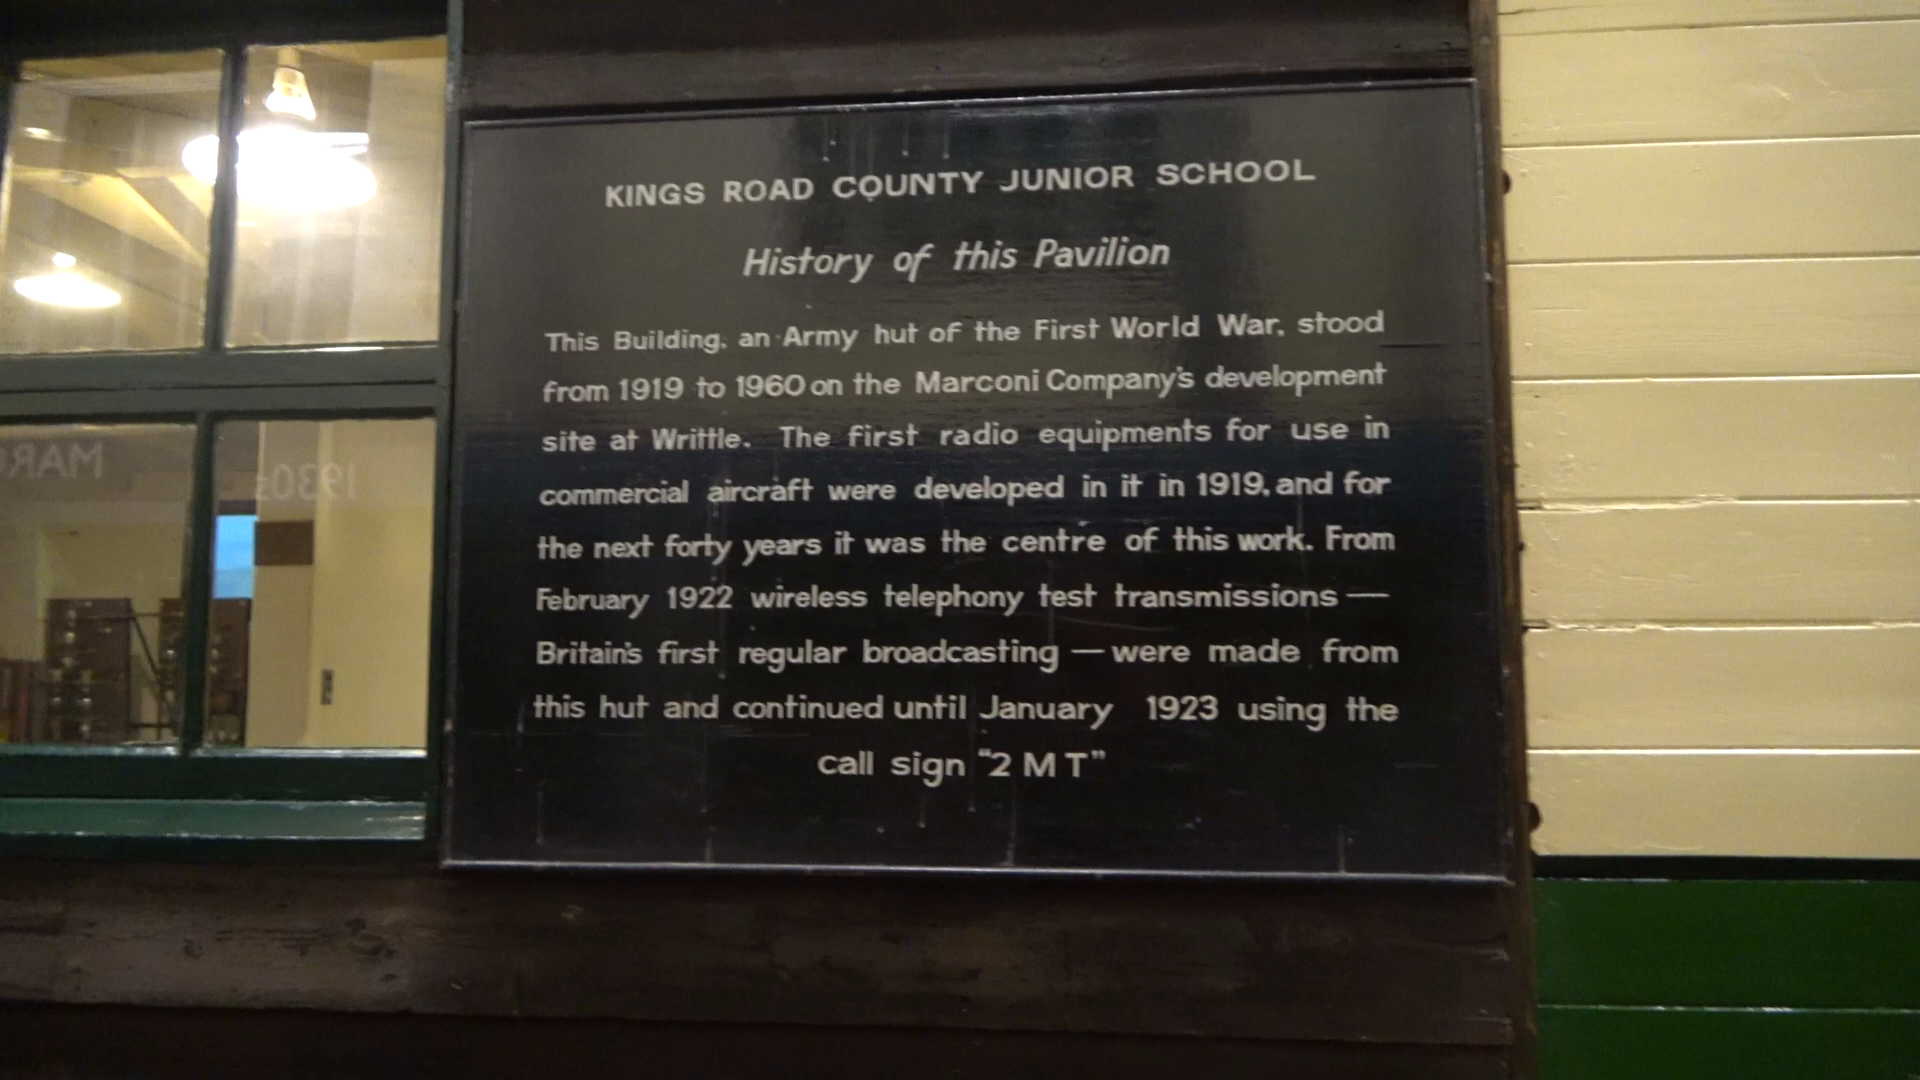 KINGS ROAD COUNTY JUNIOR SCHOOL
History of this Pavilion
This Building, an Army hut of the First World War, stood
from 1919 to 1960 on the Marconi Company's development
site at Writtle. The first radio equipments for use in
commercial aircraft were developed in it in 1919, and for
the next forty years it was the centre of this work. From
February 1922 wireless telephony test transmissions —
Britain's first regular broadcasting — were made from
this hut and continued until January 1923 using the
call sign "2 M T"
1930s